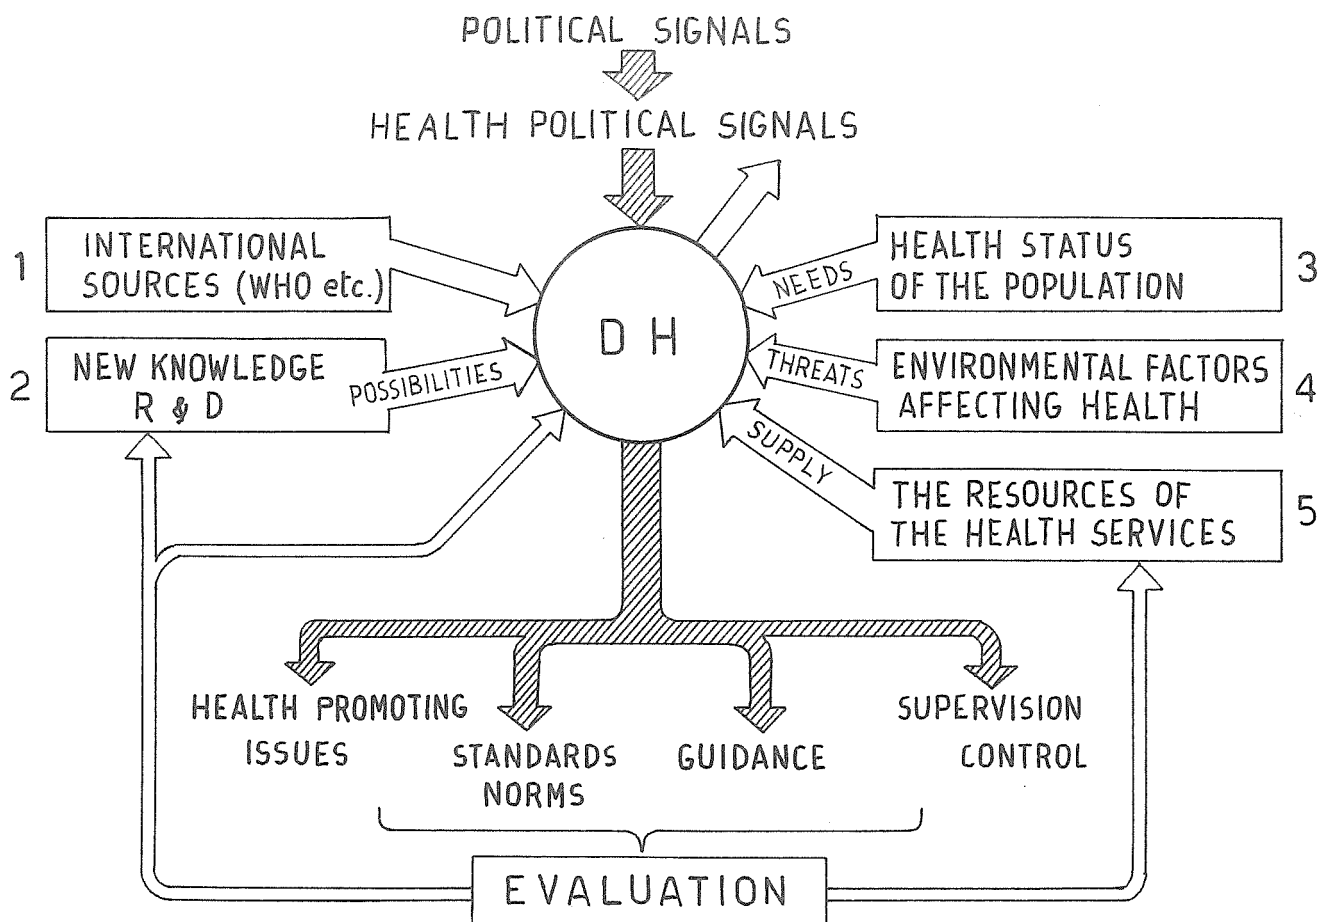 POLITICAL SIGNALS
HEALTH POLITICAL SIGNALS
1
INTERNATIONAL
SOURCES (WHO etc.)
2
NEW KNOWLEDGE
R & D
POSSIBILITIES
D H
NEEDS
HEALTH STATUS
OF THE POPULATION
3
THREATS
ENVIRONMENTAL FACTORS
AFFECTING HEALTH
4
SUPPLY
THE RESOURCES OF
THE HEALTH SERVICES
5
HEALTH PROMOTING
ISSUES
STANDARDS
NORMS
GUIDANCE
SUPERVISION
CONTROL
EVALUATION